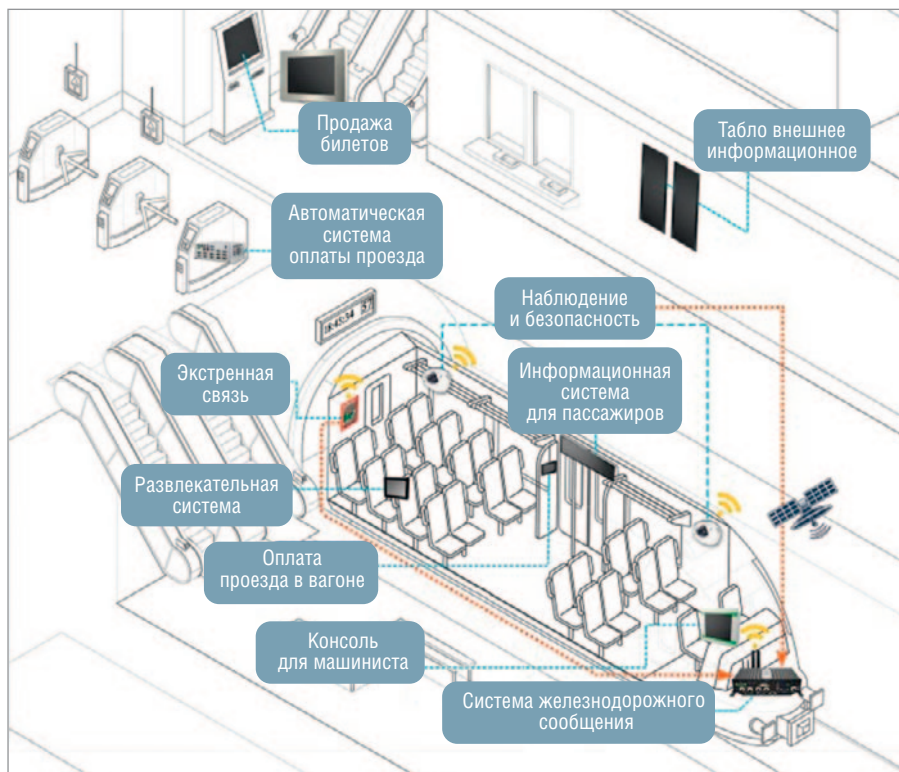 Продажа
билетов
Табло внешнее
информационное
Автоматическая
система
оплаты проезда
Наблюдение
и безопасность
Экстренная
связь
Информационная
система
для пассажиров
Развлекательная
система
Оплата
проезда в вагоне
Консоль
для машиниста
Система железнодорожного
сообщения